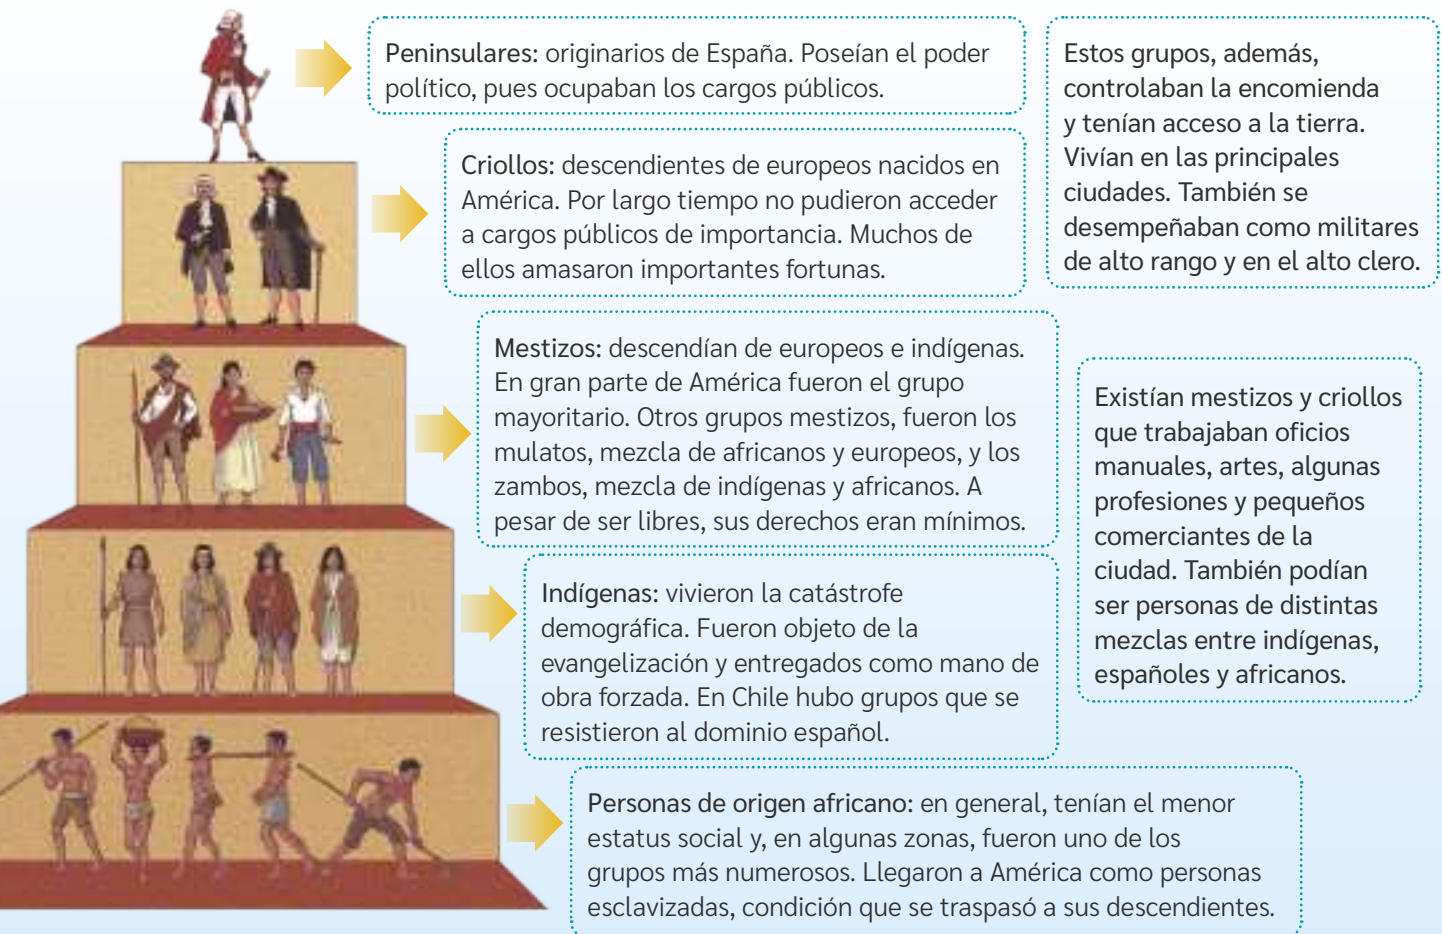 Peninsulares: originarios de España. Poseían el poder
político, pues ocupaban los cargos públicos.
Estos grupos, además,
controlaban la encomienda
y tenían acceso a la tierra.
Vivían en las principales
ciudades. También se
desempeñaban como militares
de alto rango y en el alto clero.
Criollos: descendientes de europeos nacidos en
América. Por largo tiempo no pudieron acceder
a cargos públicos de importancia. Muchos de
ellos amasaron importantes fortunas.
Mestizos: descendían de europeos e indígenas.
En gran parte de América fueron el grupo
mayoritario. Otros grupos mestizos, fueron los
mulatos, mezcla de africanos y europeos, y los
zambos, mezcla de indígenas y africanos. A
pesar de ser libres, sus derechos eran mínimos.
Existían mestizos y criollos
que trabajaban oficios
manuales, artes, algunas
profesiones y pequeños
comerciantes de la
ciudad. También podían
ser personas de distintas
mezclas entre indígenas,
españoles y africanos.
Indígenas: vivieron la catástrofe
demográfica. Fueron objeto de la
evangelización y entregados como mano de
obra forzada. En Chile hubo grupos que se
resistieron al dominio español.
Personas de origen africano: en general, tenían el menor
estatus social y, en algunas zonas, fueron uno de los
grupos más numerosos. Llegaron a América como personas
esclavizadas, condición que se traspasó a sus descendientes.